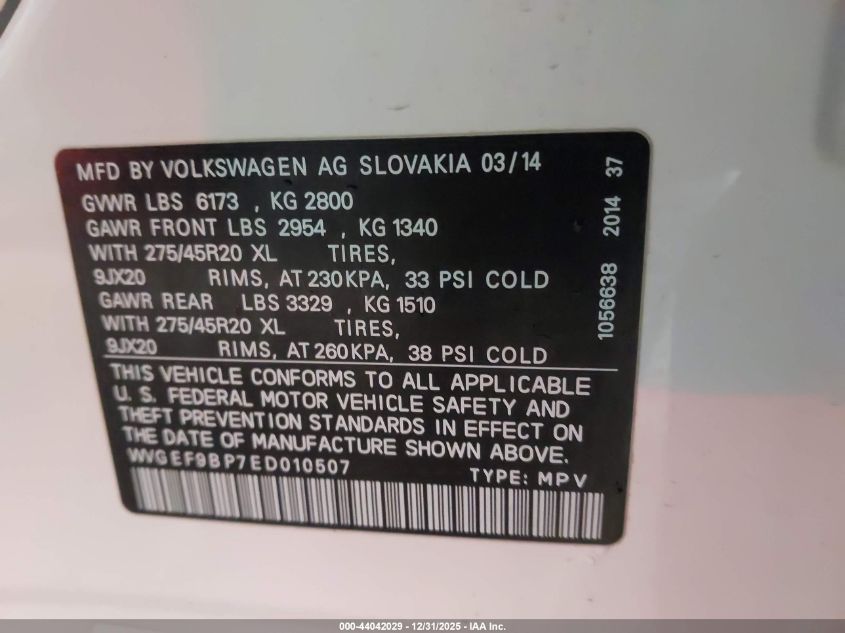 MFD BY VOLKSWAGEN AG SLOVAKIA 03/14
GVWR LBS 6173 , KG 2800
GAWR FRONT LBS 2954 , KG 1340
WITH 275/45R20 XL TIRES,
9JX20 RIMS, AT 230KPA, 33 PSI COLD
GAWR REAR LBS 3329 , KG 1510
WITH 275/45R20 XL TIRES,
9JX20 RIMS, AT 260KPA, 38 PSI COLD
THIS VEHICLE CONFORMS TO ALL APPLICABLE
U. S. FEDERAL MOTOR VEHICLE SAFETY AND
THEFT PREVENTION STANDARDS IN EFFECT ON
THE DATE OF MANUFACTURE SHOWN ABOVE.
WVGEF9BP7ED010507
TYPE: MPV
1056638 2014 37
000-44042029 - 12/31/2025 - IAA Inc.